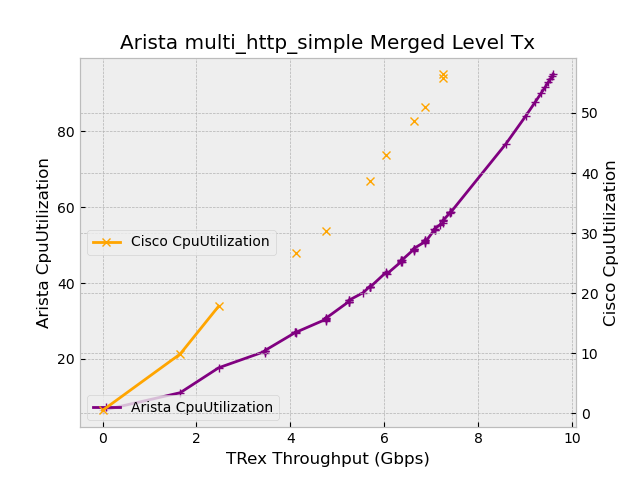 Arista multi_http_simple Merged Level Tx
Arista CpuUtilization
80
60
40
20
Cisco CpuUtilization
Arista CpuUtilization
50
40
30
20
10
0
Cisco CpuUtilization
0
2
4
6
8
10
TRex Throughput (Gbps)